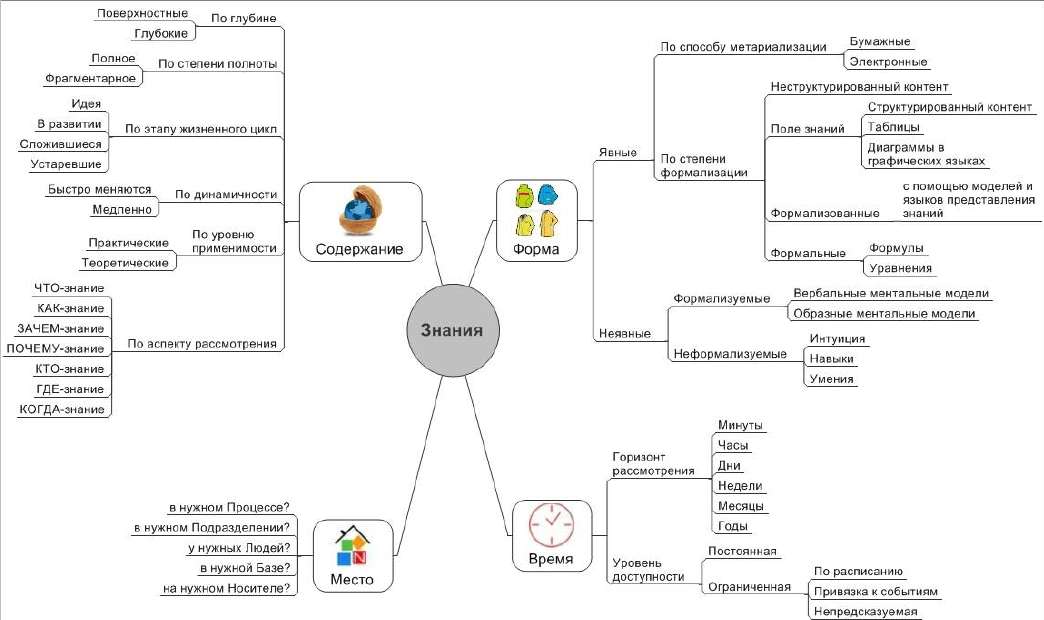 Поверхностные
Глубокие
По глубине
Полное
Фрагментарное
По степени полноты
Идея
В развитии
Сложившиеся
Устаревшие
По этапу жизненного цикл
Быстро меняются
Медленно
По динамичности
Практические
Теоретические
По уровню
применимости
ЧТО-знание
КАК-знание
ЗАЧЕМ-знание
ПОЧЕМУ-знание
КТО-знание
ГДЕ-знание
КОГДА-знание
По аспекту рассмотрения
Содержание
Форма
Явные
По способу метариализации
Бумажные
Электронные
По степени
формализации
Неструктурированный контент
Поле знаний
Структурированный контент
Таблицы
Диаграммы в
графических языках
Формализованные
с помощью моделей и
языков представления
знаний
Формальные
Формулы
Уравнения
Неявные
Формализуемые
Вербальные ментальные модели
Образные ментальные модели
Неформализуемые
Интуиция
Навыки
Умения
Знания
в нужном Процессе?
в нужном Подразделении?
у нужных Людей?
в нужной Базе?
на нужном Носителе?
N
Место
Время
Горизонт
рассмотрения
Минуты
Часы
Дни
Недели
Месяцы
Годы
Уровень
доступности
Постоянная
Ограниченная
По расписанию
Привязка к событиям
Непредсказуемая